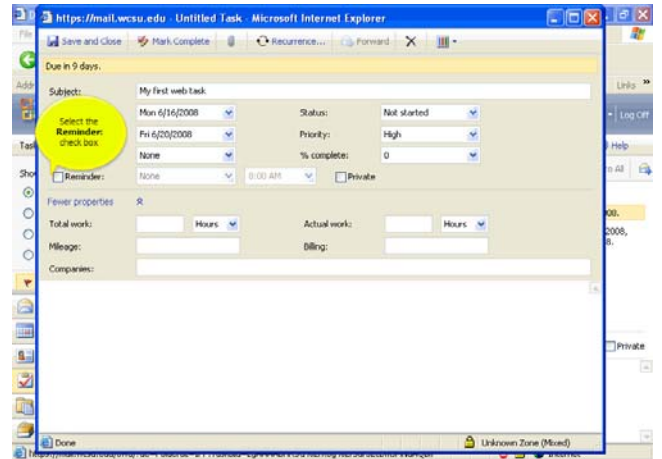 https://mail.wcsu.edu - Untitled Task - Microsoft Internet Explorer
Save and Close Mark Complete Recurrence... Forward
Due in 9 days.
Links
Log Off
Help
Subject: My first web task
Select the
Reminder:
check box
Mon 6/16/2008 Status: Not started
Fri 6/20/2008 Priority: High
None % complete: 0
Reminder: None 8:00 AM Private
Fewer properties
Total work: Hours Actual work: Hours
Mileage: Billing:
Companies:
2008,
Private
Done Unknown Zone (Mixed)